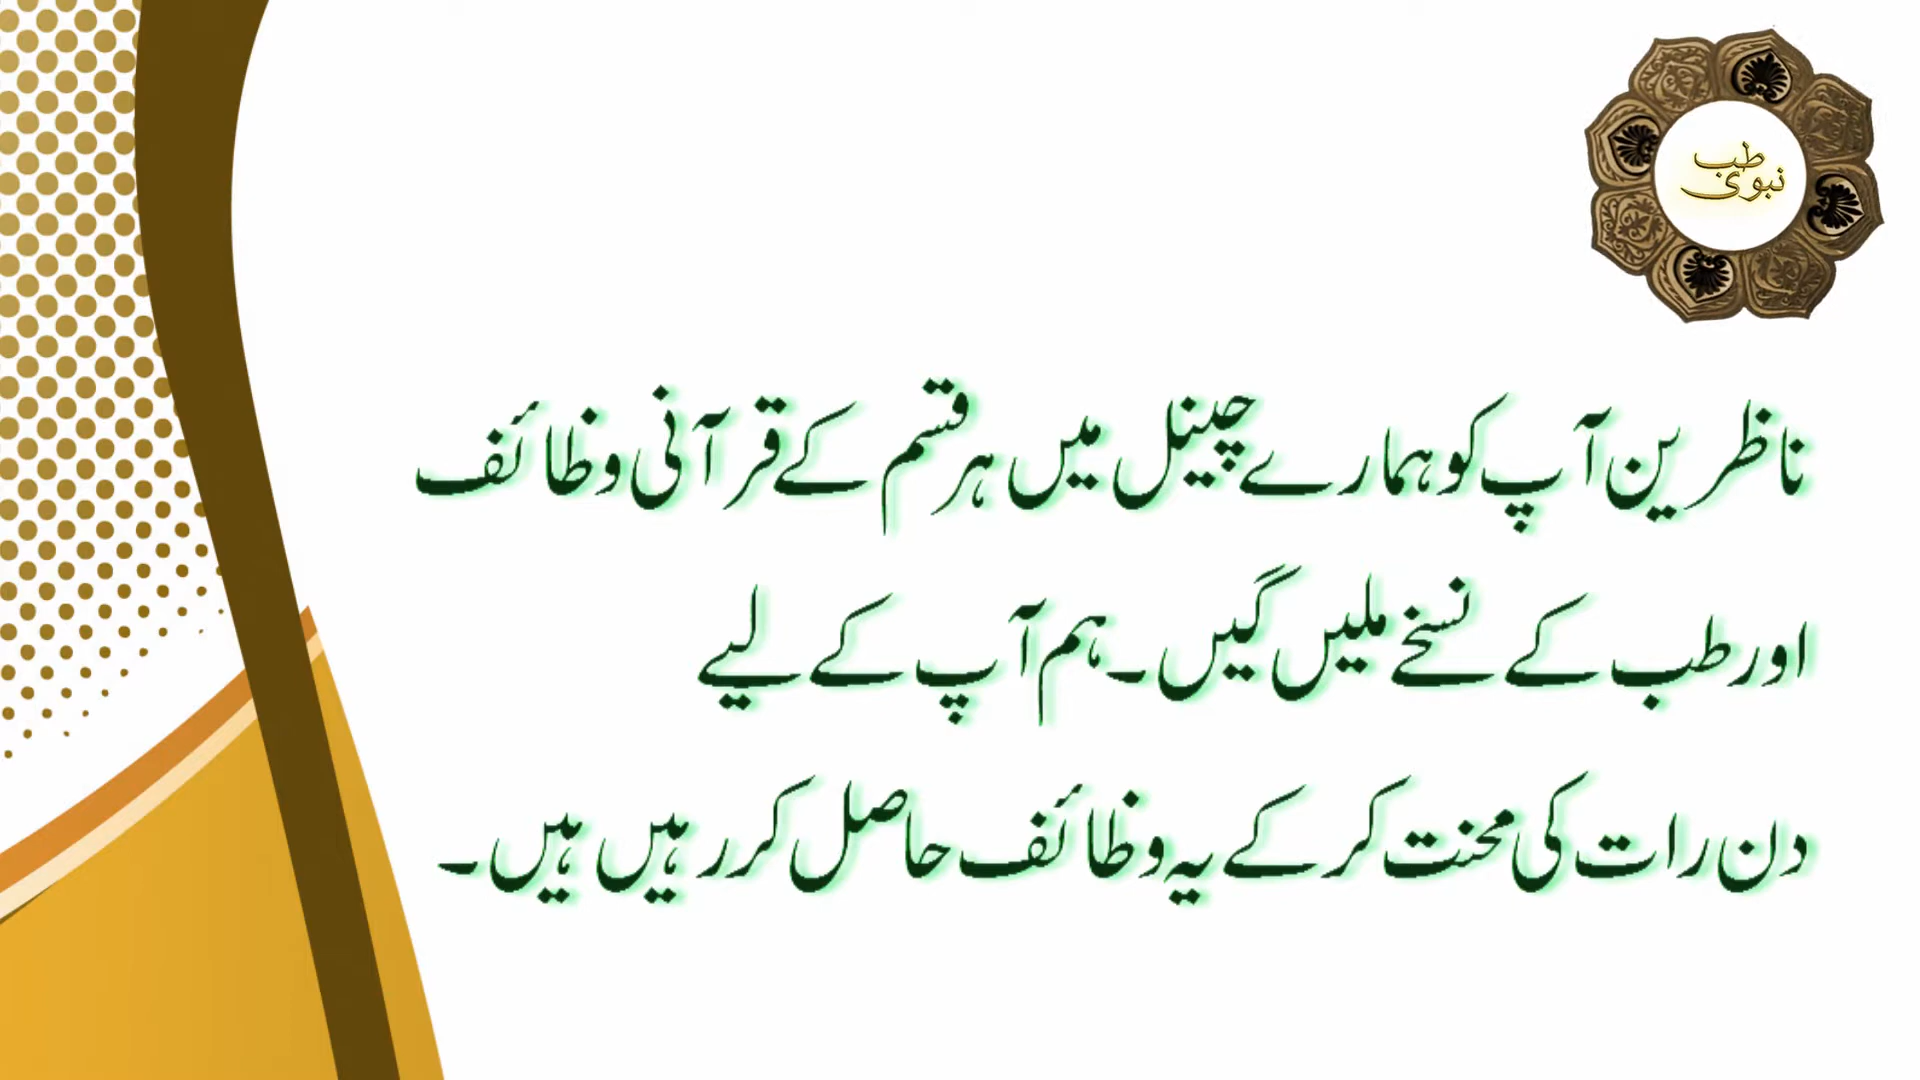 طب
نبوی
ناظرین آپ کو ہمارے چینل میں ہر قسم کے قرآنی وظائف
اور طب کے نسخے ملیں گیں۔ ہم آپ کے لیے
دن رات کی محنت کر کے یہ وظائف حاصل کر رہیں ہیں۔